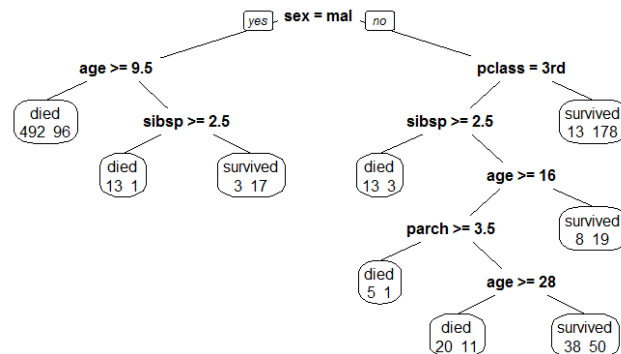 yes sex = mal no
age >= 9.5 pclass = 3rd
died
492 96
sibsp >= 2.5 sibsp >= 2.5
survived
13 178
died
13 1
survived
3 17
died
13 3
age >= 16
parch >= 3.5
survived
8 19
died
5 1
age >= 28
died
20 11
survived
38 50